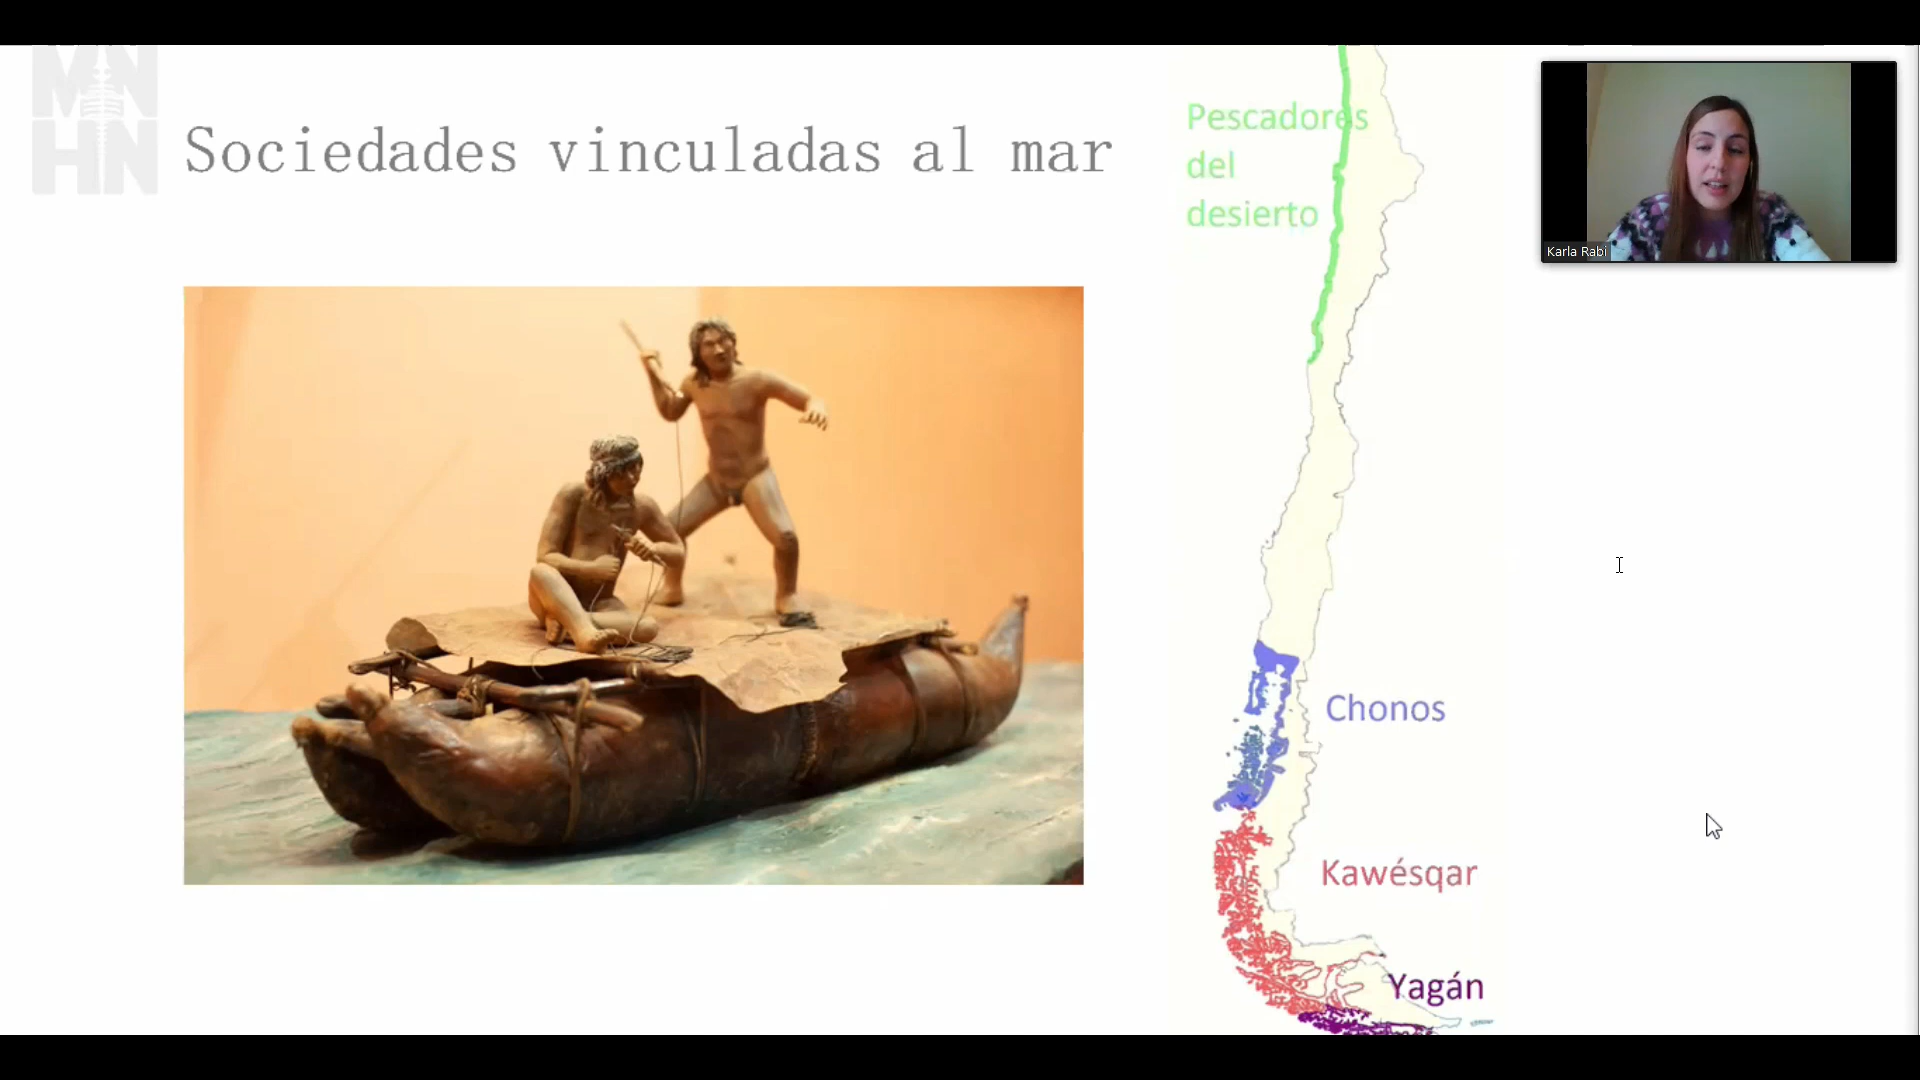 MN
HN
Sociedades vinculadas al mar
Pescadores
del
desierto
Karla Rabi
Chonos
Kawésqar
Yagán